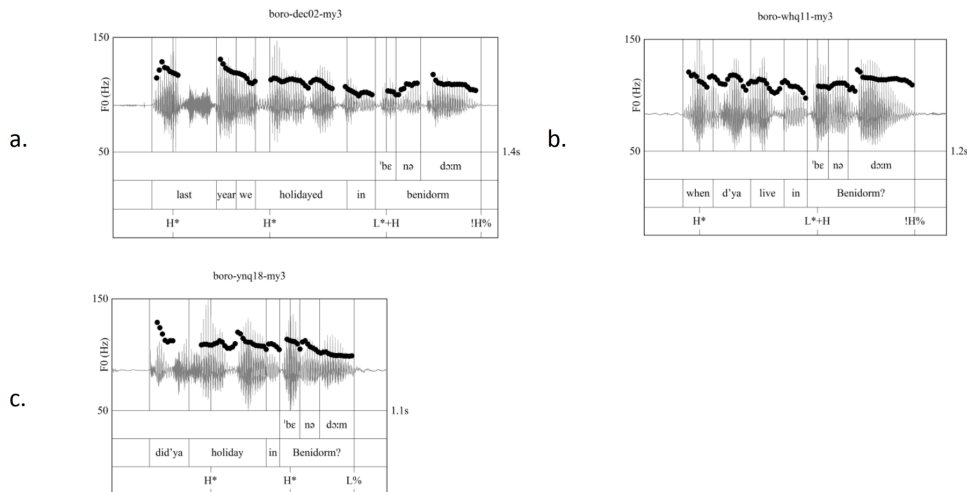 boro-dec02-my3
a.
150
F0 (Hz)
50
1.4s
ˈbɛ nə dɔːm
last year we holidayed in benidorm
H* H* L*+H !H%
boro-whq11-my3
b.
150
F0 (Hz)
50
1.2s
ˈbɛ nə dɔːm
when d'ya live in Benidorm?
H* L*+H !H%
boro-ynq18-my3
c.
150
F0 (Hz)
50
1.1s
ˈbɛ nə dɔːm
did'ya holiday in Benidorm?
H* H* L%